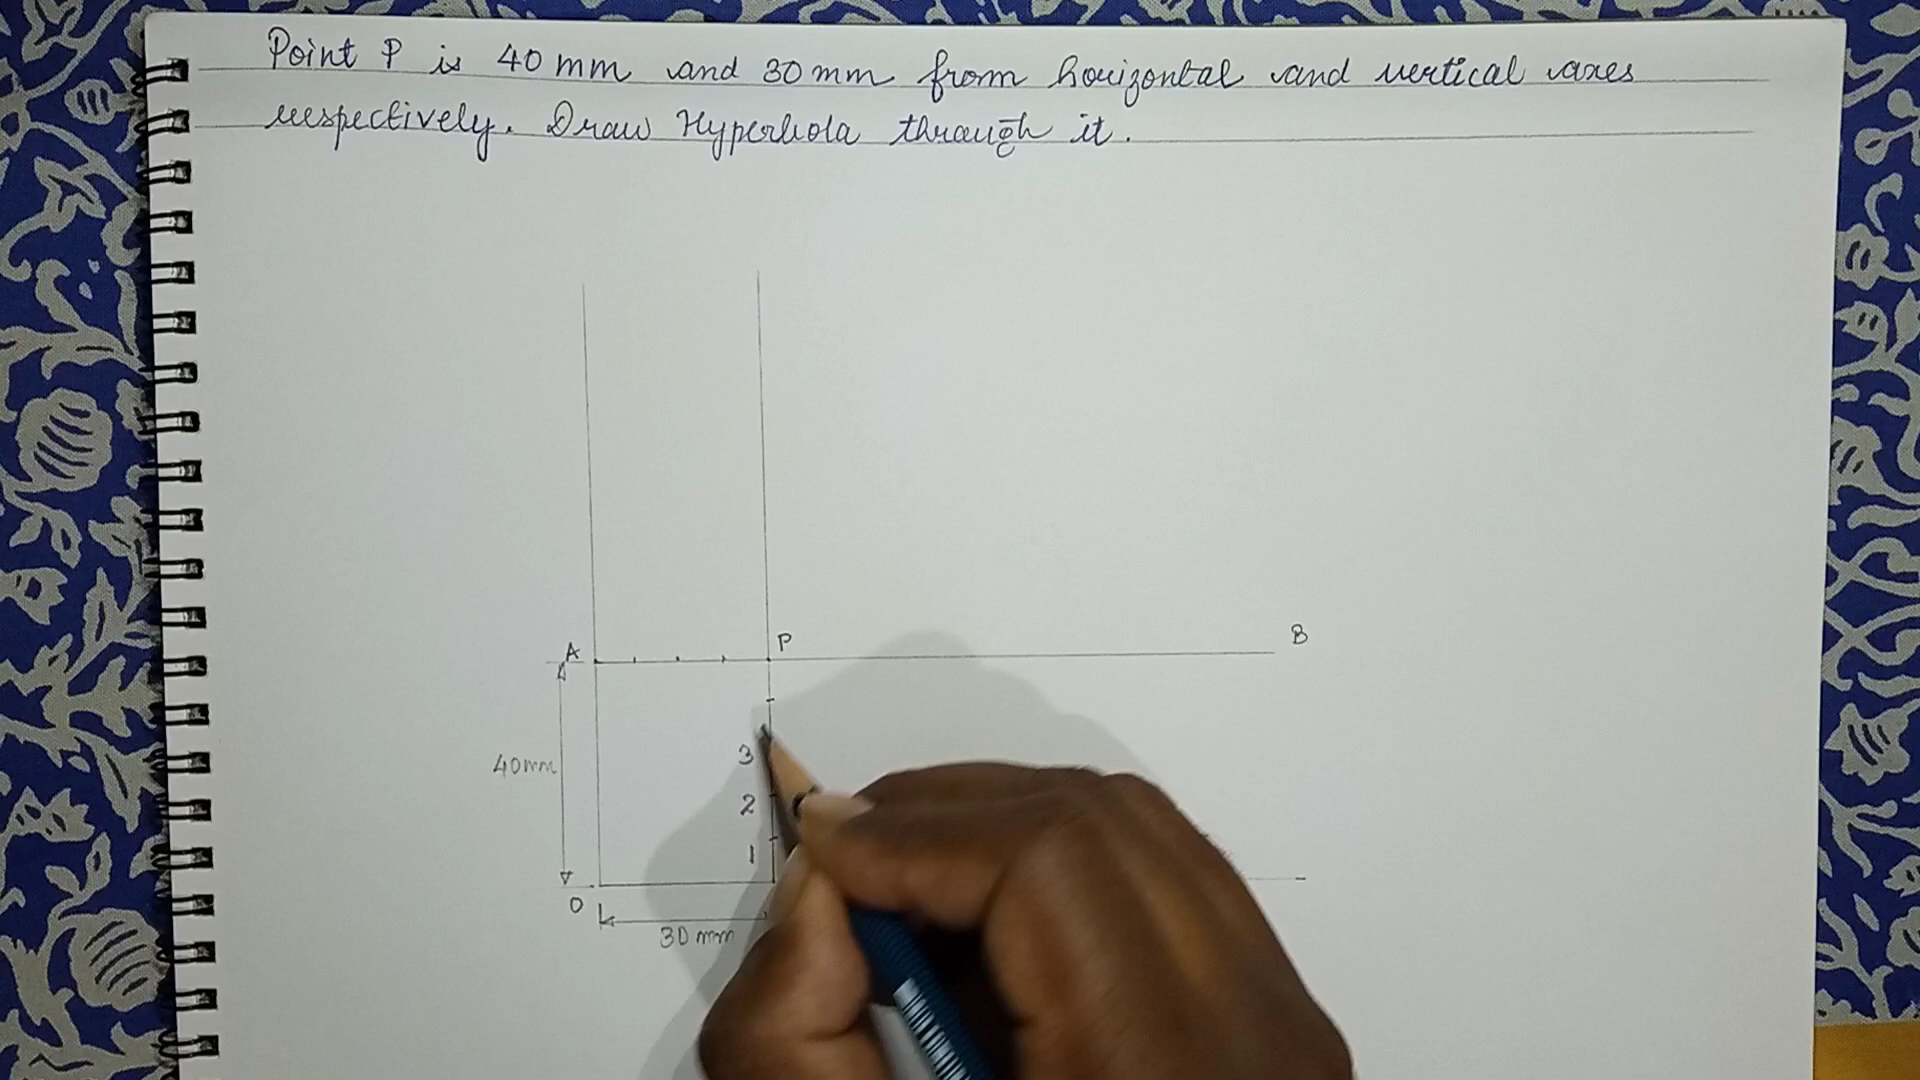 Point P is 40 mm and 30 mm from horizontal and vertical axes
respectively. Draw Hyperbola through it.
A
P
B
3
40mm
2
1
O
30 mm